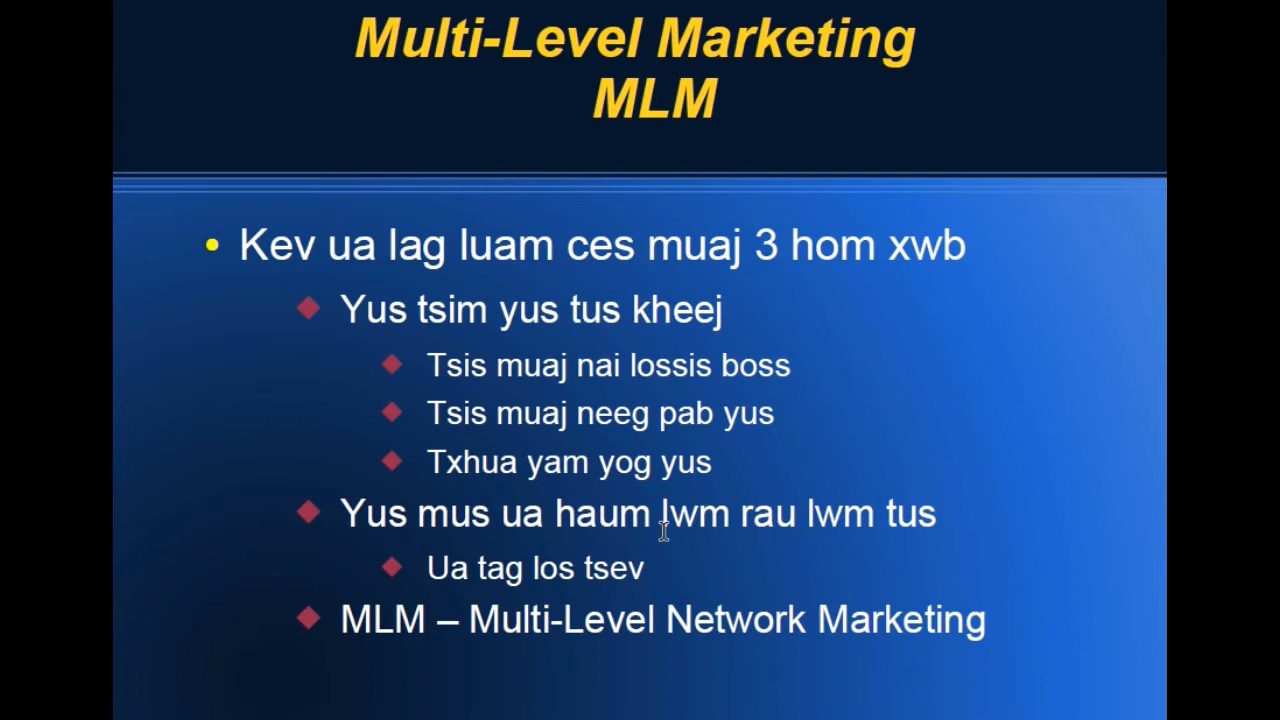 Multi-Level Marketing
MLM
• Kev ua lag luam ces muaj 3 hom xwb
Yus tsim yus tus kheej
Tsis muaj nai lossis boss
Tsis muaj neeg pab yus
Txhua yam yog yus
Yus mus ua haum lwm rau lwm tus
Ua tag los tsev
MLM – Multi-Level Network Marketing